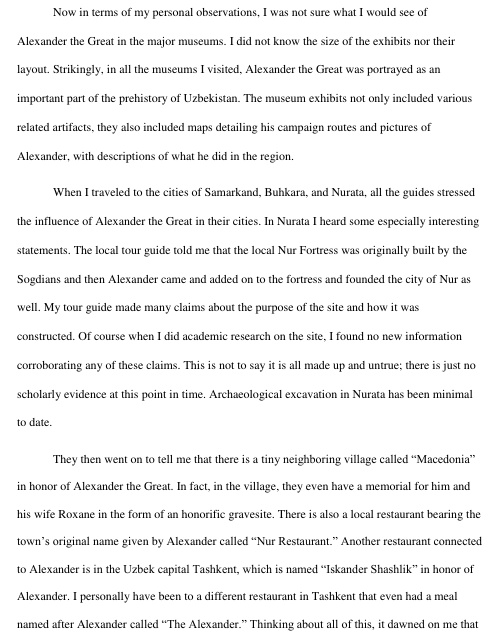 Now in terms of my personal observations, I was not sure what I would see of
Alexander the Great in the major museums. I did not know the size of the exhibits nor their
layout. Strikingly, in all the museums I visited, Alexander the Great was portrayed as an
important part of the prehistory of Uzbekistan. The museum exhibits not only included various
related artifacts, they also included maps detailing his campaign routes and pictures of
Alexander, with descriptions of what he did in the region.
When I traveled to the cities of Samarkand, Buhkara, and Nurata, all the guides stressed
the influence of Alexander the Great in their cities. In Nurata I heard some especially interesting
statements. The local tour guide told me that the local Nur Fortress was originally built by the
Sogdians and then Alexander came and added on to the fortress and founded the city of Nur as
well. My tour guide made many claims about the purpose of the site and how it was
constructed. Of course when I did academic research on the site, I found no new information
corroborating any of these claims. This is not to say it is all made up and untrue; there is just no
scholarly evidence at this point in time. Archaeological excavation in Nurata has been minimal
to date.
They then went on to tell me that there is a tiny neighboring village called “Macedonia”
in honor of Alexander the Great. In fact, in the village, they even have a memorial for him and
his wife Roxane in the form of an honorific gravesite. There is also a local restaurant bearing the
town’s original name given by Alexander called “Nur Restaurant.” Another restaurant connected
to Alexander is in the Uzbek capital Tashkent, which is named “Iskander Shashlik” in honor of
Alexander. I personally have been to a different restaurant in Tashkent that even had a meal
named after Alexander called “The Alexander.” Thinking about all of this, it dawned on me that